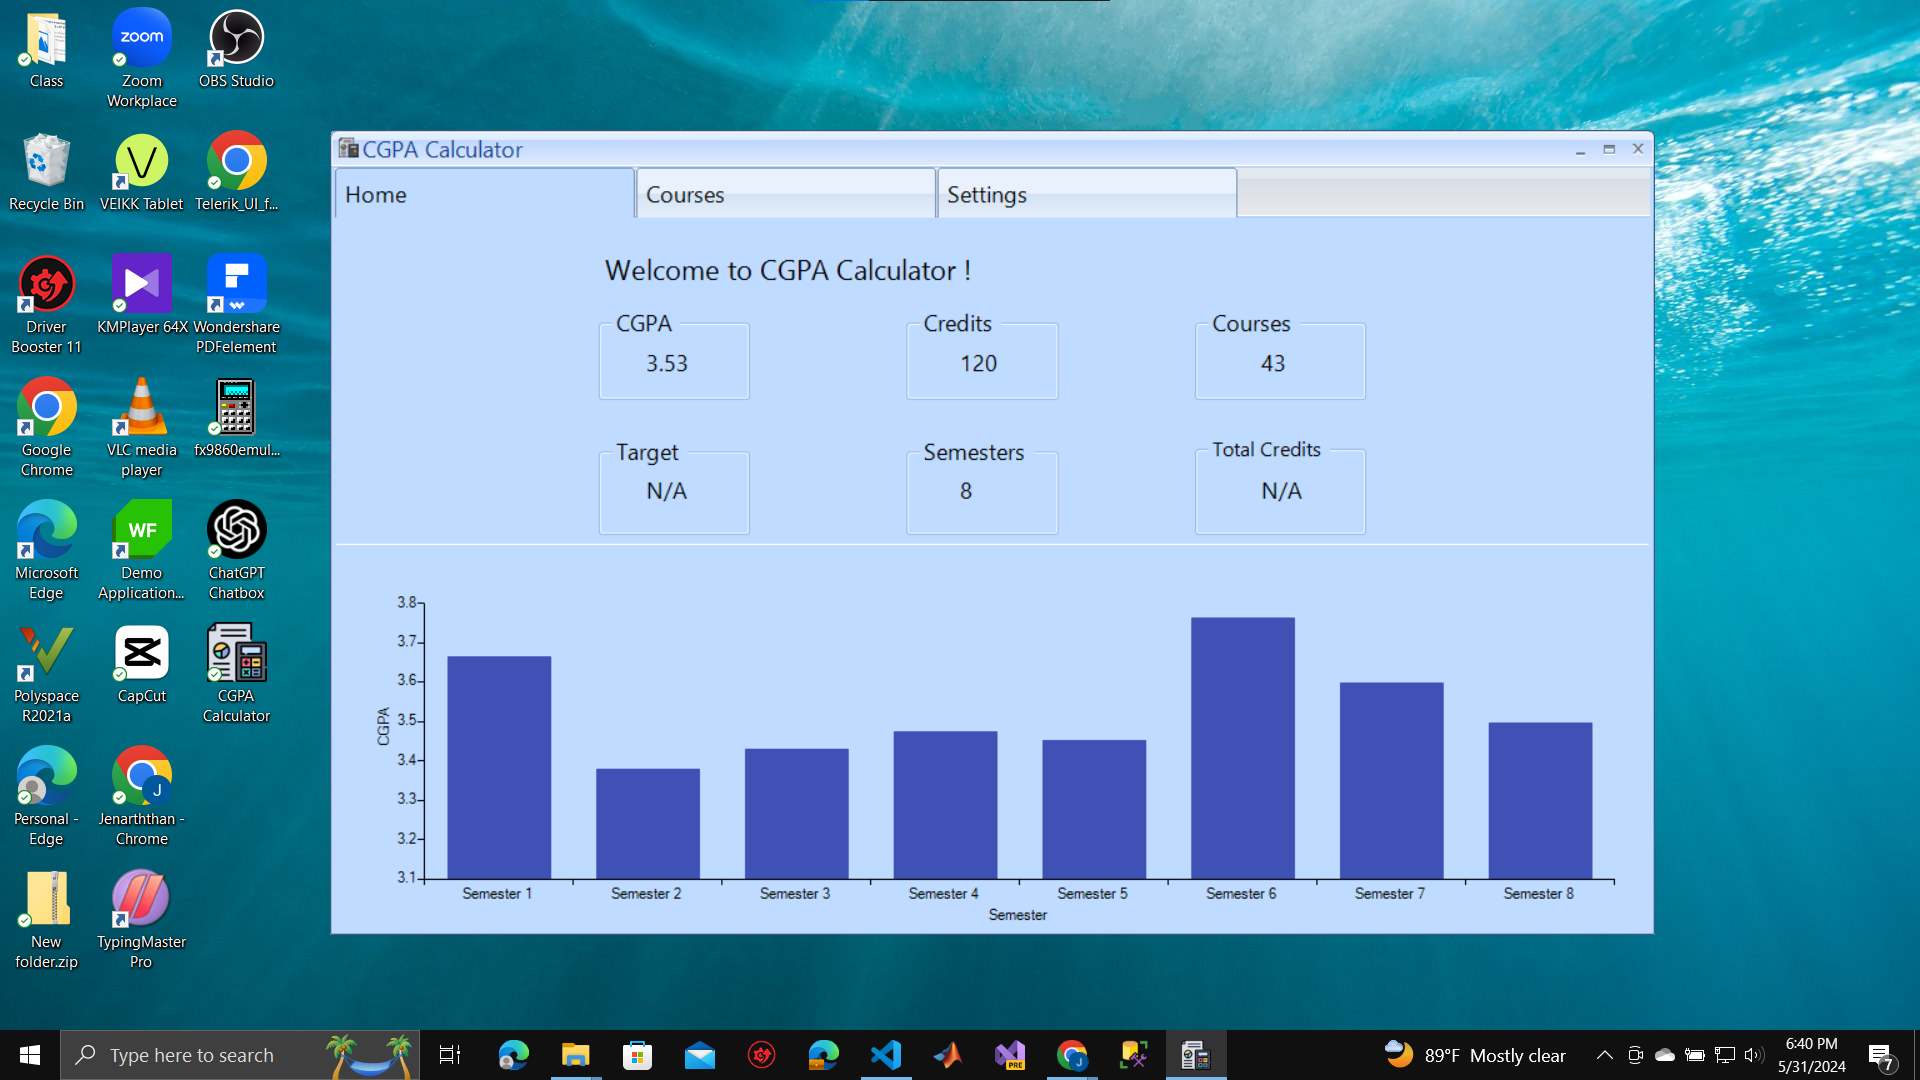 Class
zoom
Zoom
Workplace
OBS Studio
Recycle Bin
VEIKK Tablet
Telerik_UI_f...
Driver
Booster 11
KMPlayer 64X
Wondershare
PDFelement
Google
Chrome
VLC media
player
fx9860emul...
Microsoft
Edge
WF
Demo
Application...
ChatGPT
Chatbox
Polyspace
R2021a
CapCut
CGPA
Calculator
Personal -
Edge
J
Jenarththan -
Chrome
New
folder.zip
TypingMaster
Pro
CGPA Calculator
Home
Courses
Settings
Welcome to CGPA Calculator !
CGPA
3.53
Credits
120
Courses
43
Target
N/A
Semesters
8
Total Credits
N/A
CGPA
3.8
3.7
3.6
3.5
3.4
3.3
3.2
3.1
Semester 1
Semester 2
Semester 3
Semester 4
Semester 5
Semester 6
Semester 7
Semester 8
Semester
Type here to search
PRE
J
89°F Mostly clear
6:40 PM
5/31/2024
7